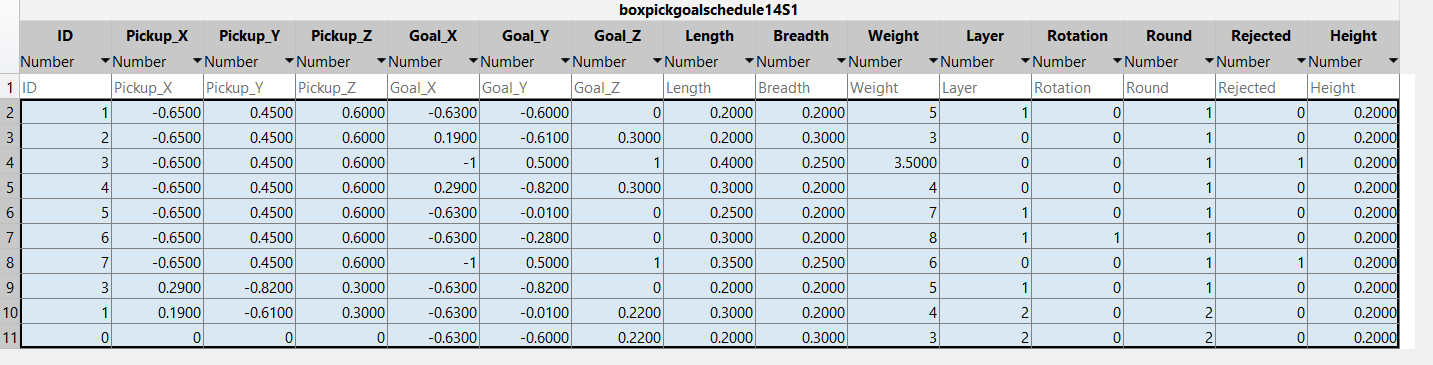 boxpickgoalschedule14S1
ID Pickup_X Pickup_Y Pickup_Z Goal_X Goal_Y Goal_Z Length Breadth Weight Layer Rotation Round Rejected Height
Number Number Number Number Number Number Number Number Number Number Number Number Number Number Number
1 ID Pickup_X Pickup_Y Pickup_Z Goal_X Goal_Y Goal_Z Length Breadth Weight Layer Rotation Round Rejected Height
2 1 -0.6500 0.4500 0.6000 -0.6300 -0.6000 0 0.2000 0.2000 5 1 0 1 0 0.2000
3 2 -0.6500 0.4500 0.6000 0.1900 -0.6100 0.3000 0.2000 0.3000 3 0 0 1 0 0.2000
4 3 -0.6500 0.4500 0.6000 -1 0.5000 1 0.4000 0.2500 3.5000 0 0 1 1 0.2000
5 4 -0.6500 0.4500 0.6000 0.2900 -0.8200 0.3000 0.3000 0.2000 4 0 0 1 0 0.2000
6 5 -0.6500 0.4500 0.6000 -0.6300 -0.0100 0 0.2500 0.2000 7 1 0 1 0 0.2000
7 6 -0.6500 0.4500 0.6000 -0.6300 -0.2800 0 0.3000 0.2000 8 1 1 1 0 0.2000
8 7 -0.6500 0.4500 0.6000 -1 0.5000 1 0.3500 0.2500 6 0 0 1 1 0.2000
9 3 0.2900 -0.8200 0.3000 -0.6300 -0.8200 0 0.2000 0.2000 5 1 0 1 0 0.2000
10 1 0.1900 -0.6100 0.3000 -0.6300 -0.0100 0.2200 0.3000 0.2000 4 2 0 2 0 0.2000
11 0 0 0 0 -0.6300 -0.6000 0.2200 0.2000 0.3000 3 2 0 2 0 0.2000